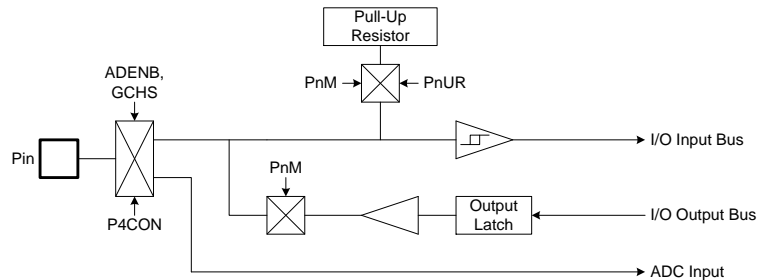 Pull-Up
Resistor
ADENB,
GCHS
PnM
PnUR
Pin
I/O Input Bus
PnM
P4CON
Output
Latch
I/O Output Bus
ADC Input